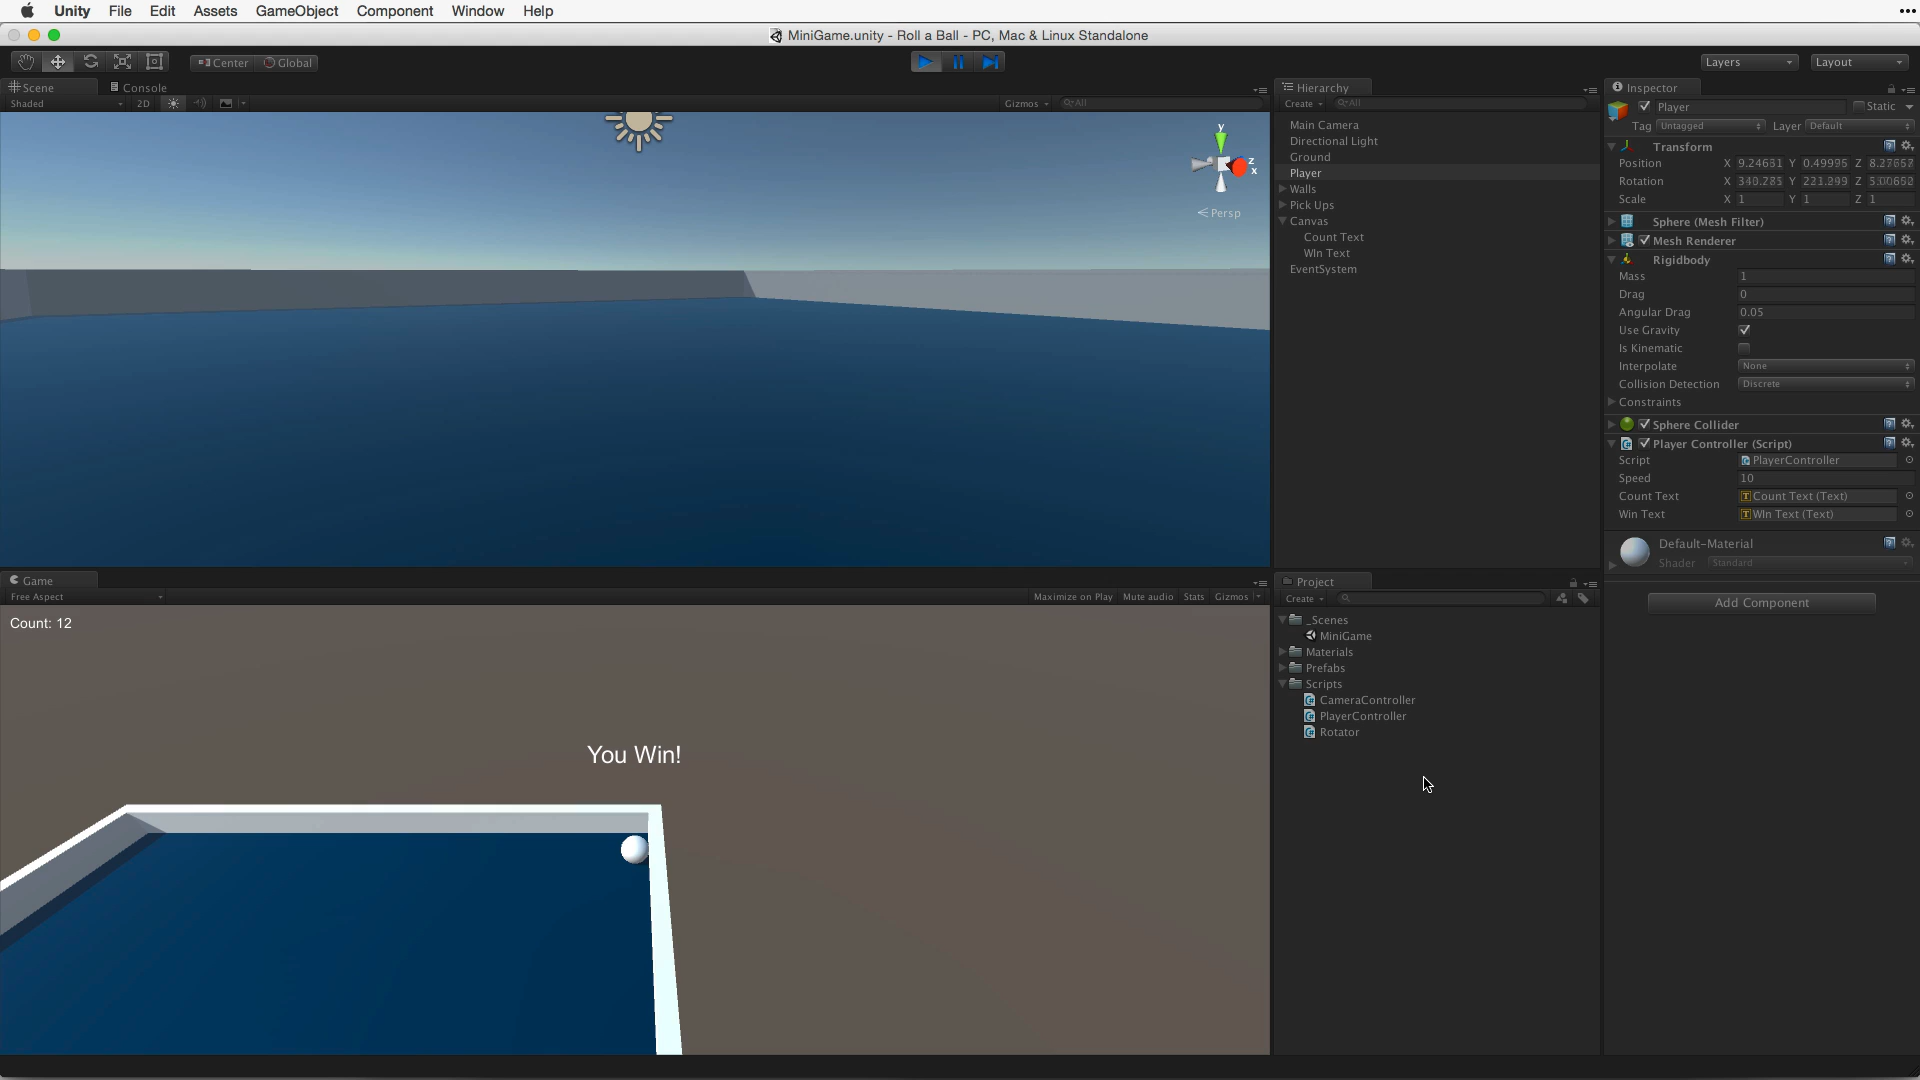 Unity File Edit Assets GameObject Component Window Help
MiniGame.unity - Roll a Ball - PC, Mac & Linux Standalone
Center Global Layers Layout
Scene Console
Shaded 2D Gizmos All
y
z
x
Persp
Game
Free Aspect Maximize on Play Mute audio Stats Gizmos
Count: 12
You Win!
Hierarchy
Create All
Main Camera
Directional Light
Ground
Player
Walls
Pick Ups
Canvas
Count Text
WIn Text
EventSystem
Project
Create
_Scenes
MiniGame
Materials
Prefabs
Scripts
CameraController
PlayerController
Rotator
Inspector
Player Static
Tag Untagged Layer Default
Transform
Position X Y 0.49995 Z
Rotation X 340.285 Y 221.299 Z
Scale X 1 Y 1 Z 1
Sphere (Mesh Filter)
Mesh Renderer
Rigidbody
Mass 1
Drag 0
Angular Drag 0.05
Use Gravity
Is Kinematic
Interpolate None
Collision Detection Discrete
Constraints
Sphere Collider
Player Controller (Script)
Script PlayerController
Speed 10
Count Text Count Text (Text)
Win Text WIn Text (Text)
Default-Material
Shader Standard
Add Component